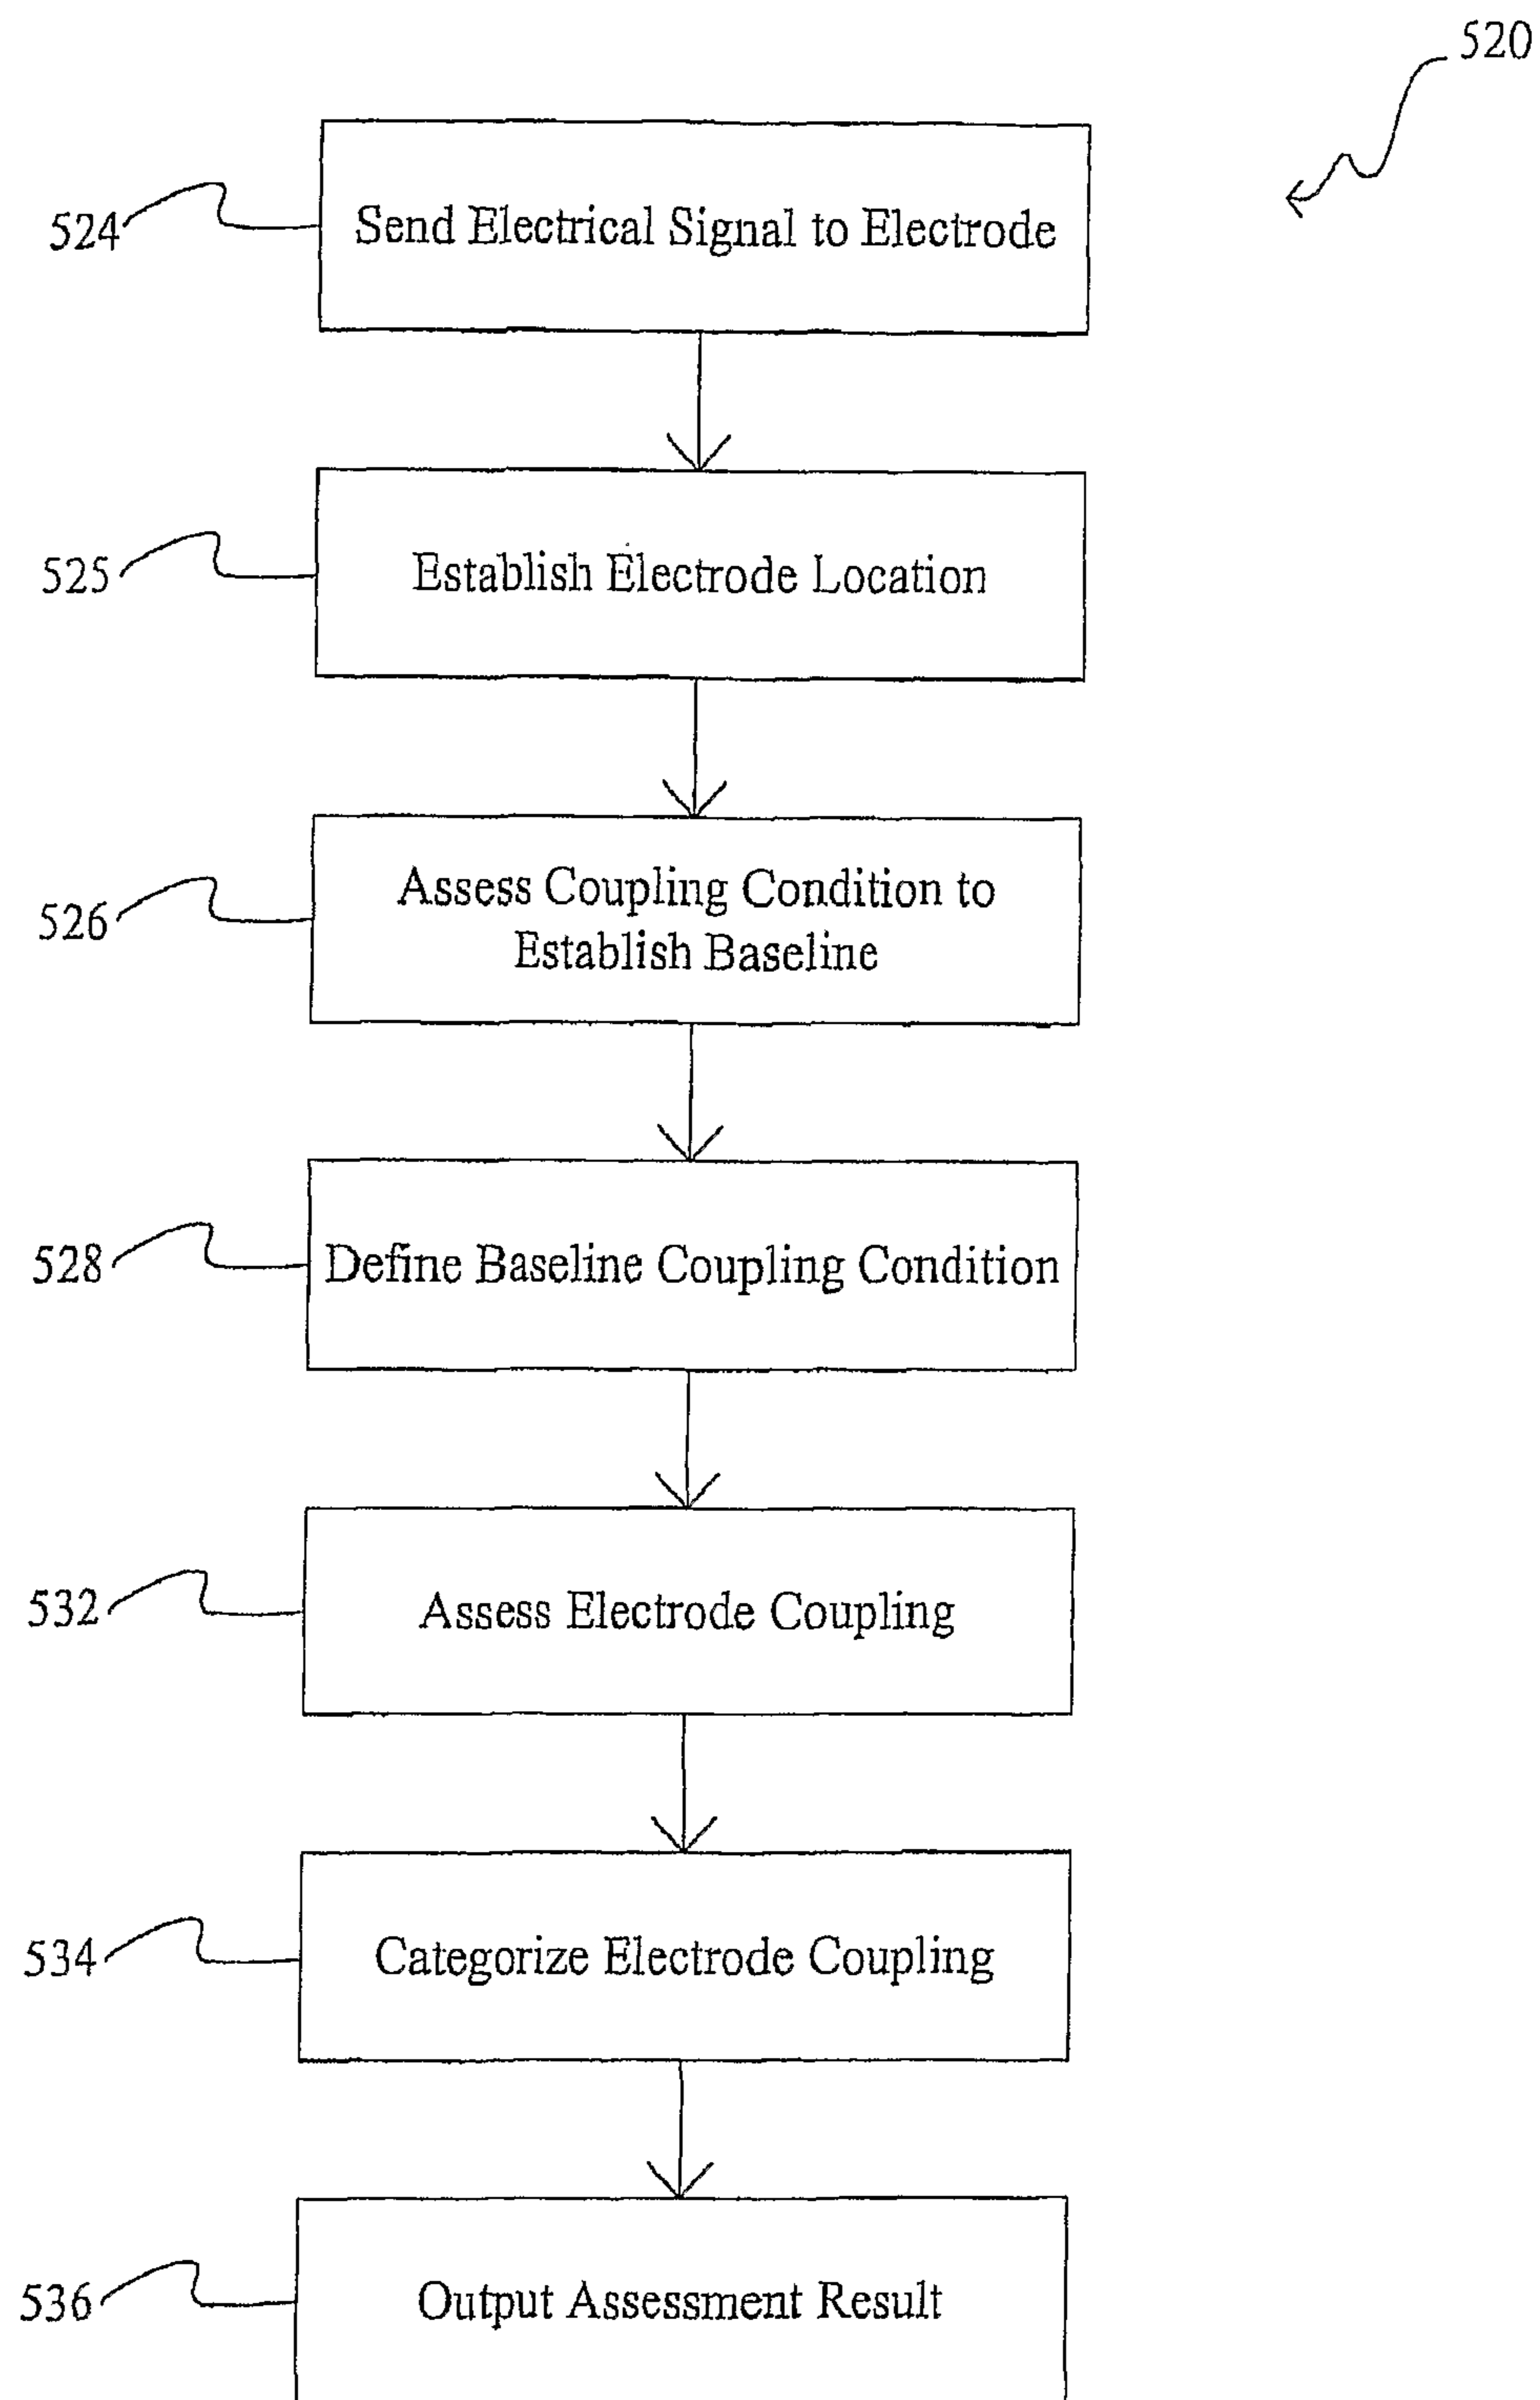 520
524
Send Electrical Signal to Electrode
525
Establish Electrode Location
526
Assess Coupling Condition to
Establish Baseline
528
Define Baseline Coupling Condition
532
Assess Electrode Coupling
534
Categorize Electrode Coupling
536
Output Assessment Result